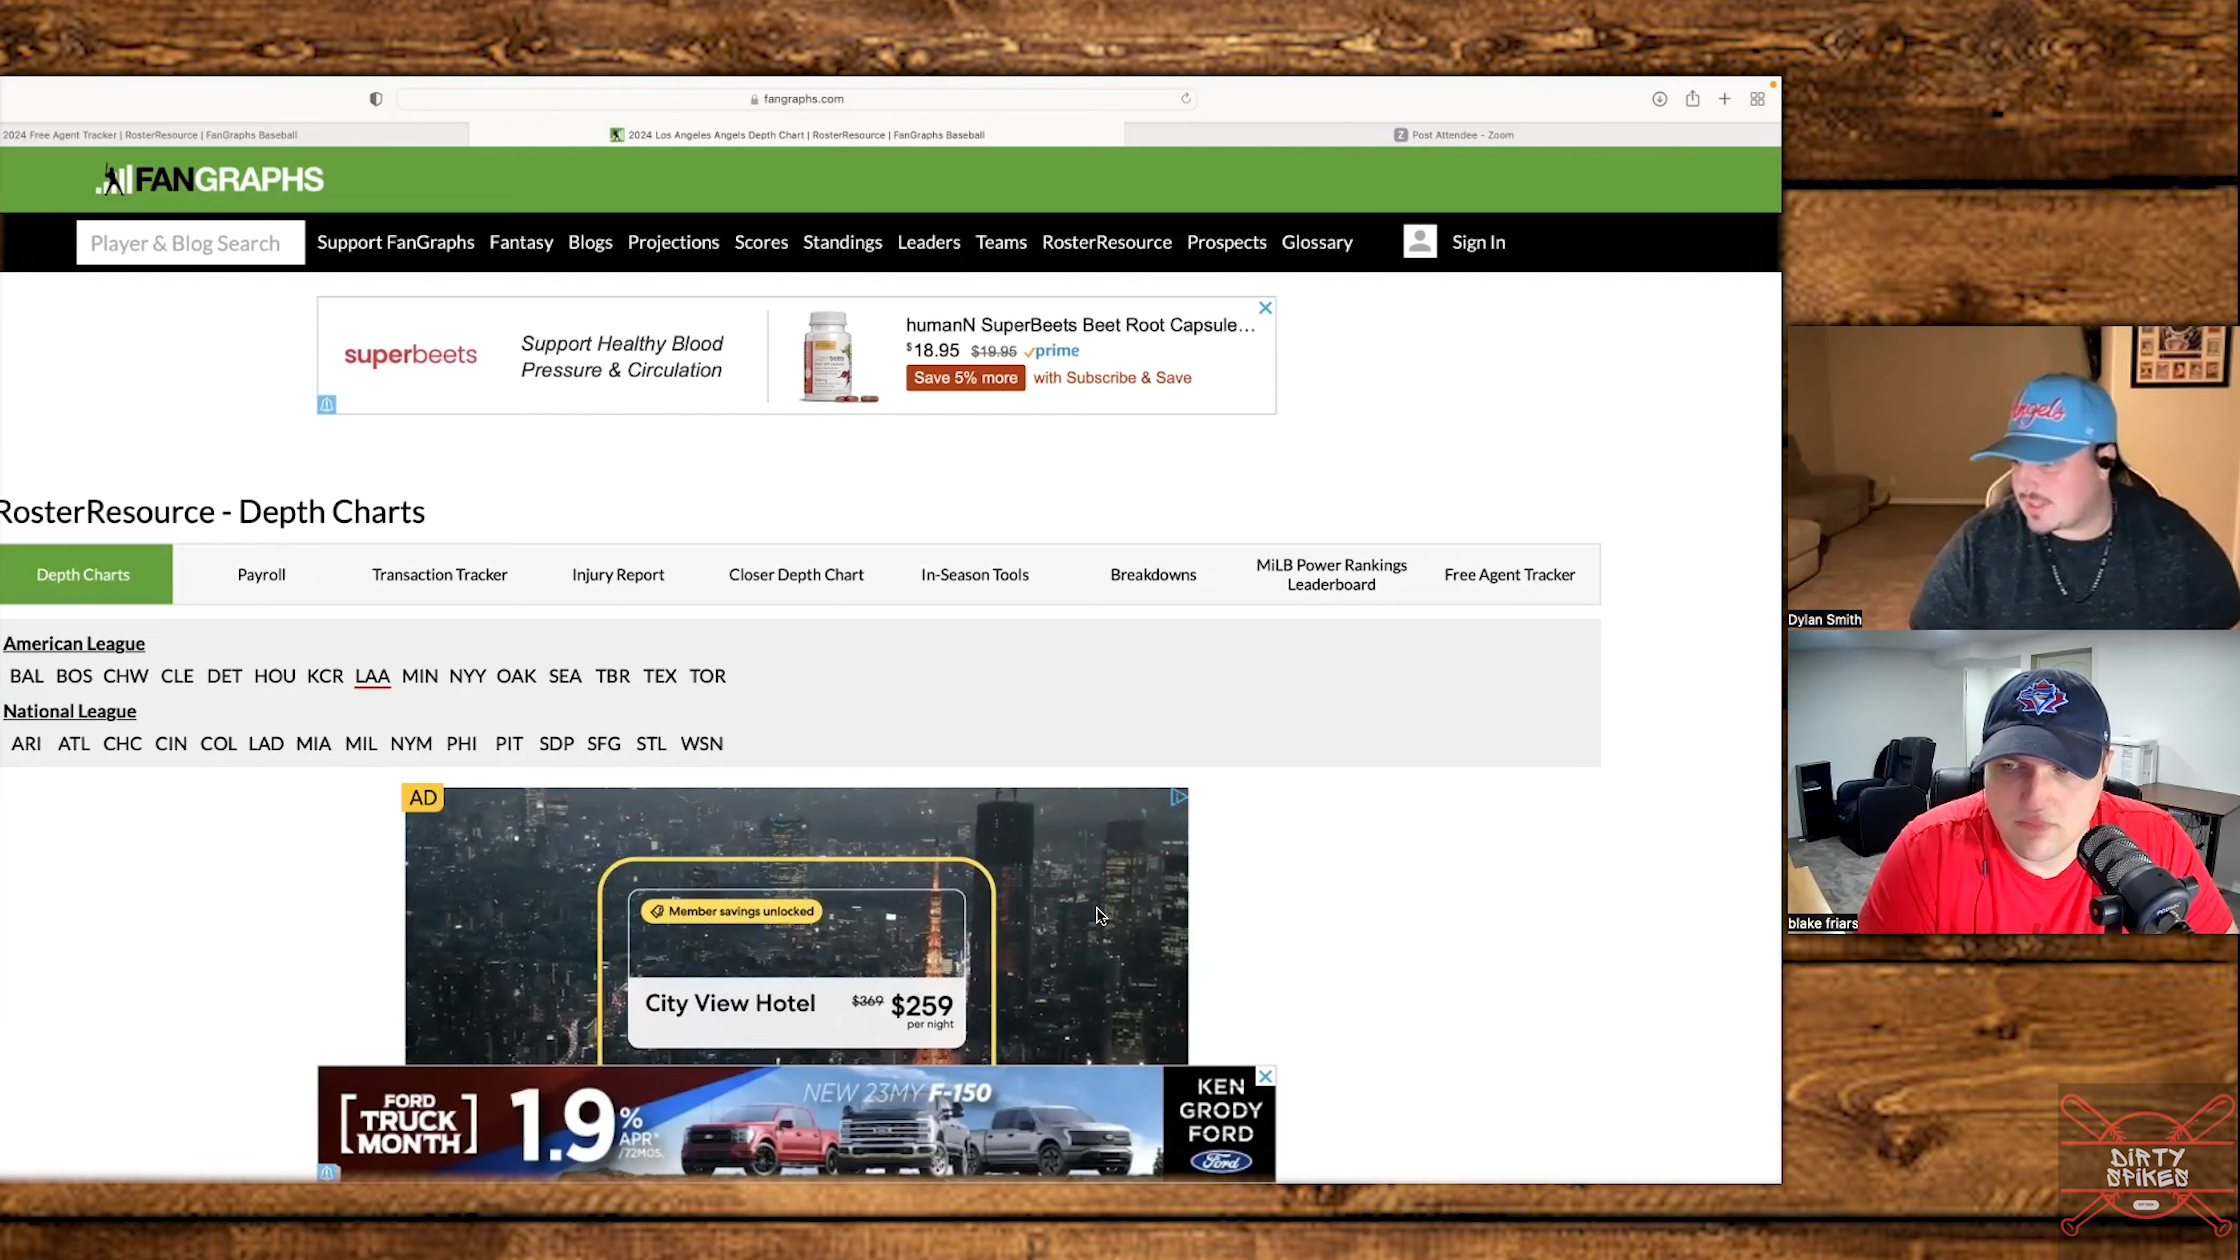 fangraphs.com
2024 Free Agent Tracker | RosterResource | FanGraphs Baseball
2024 Los Angeles Angels Depth Chart | RosterResource | FanGraphs Baseball
Z Post Attendee - Zoom
FANGRAPHS
Player & Blog Search
Support FanGraphs Fantasy Blogs Projections Scores Standings Leaders Teams RosterResource Prospects Glossary Sign In
superbeets
Support Healthy Blood
Pressure & Circulation
humanN SuperBeets Beet Root Capsule...
$18.95 $19.95 prime
Save 5% more with Subscribe & Save
RosterResource - Depth Charts
Depth Charts Payroll Transaction Tracker Injury Report Closer Depth Chart In-Season Tools Breakdowns
MiLB Power Rankings
Leaderboard
Free Agent Tracker
American League
BAL BOS CHW CLE DET HOU KCR LAA MIN NYY OAK SEA TBR TEX TOR
National League
ARI ATL CHC CIN COL LAD MIA MIL NYM PHI PIT SDP SFG STL WSN
AD
Member savings unlocked
City View Hotel $369 $259
per night
[FORD
TRUCK
MONTH]
1.9%
APR*
/72MOS.
NEW 23MY F-150
KEN
GRODY
FORD
Ford
Angels
Dylan Smith
blake friars
DIRTY
SPIKES